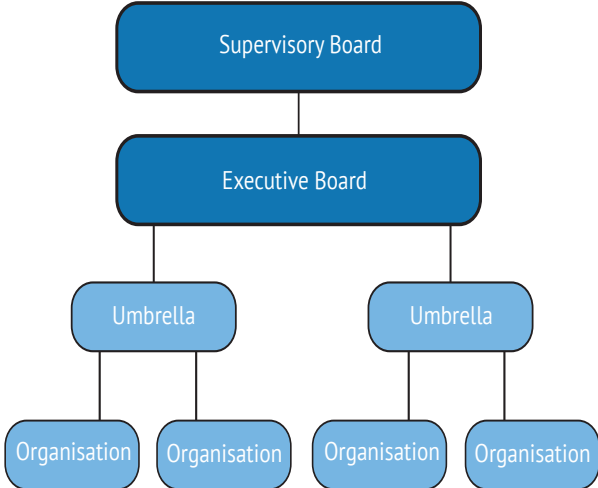 Supervisory Board
Executive Board
Umbrella
Umbrella
Organisation
Organisation
Organisation
Organisation